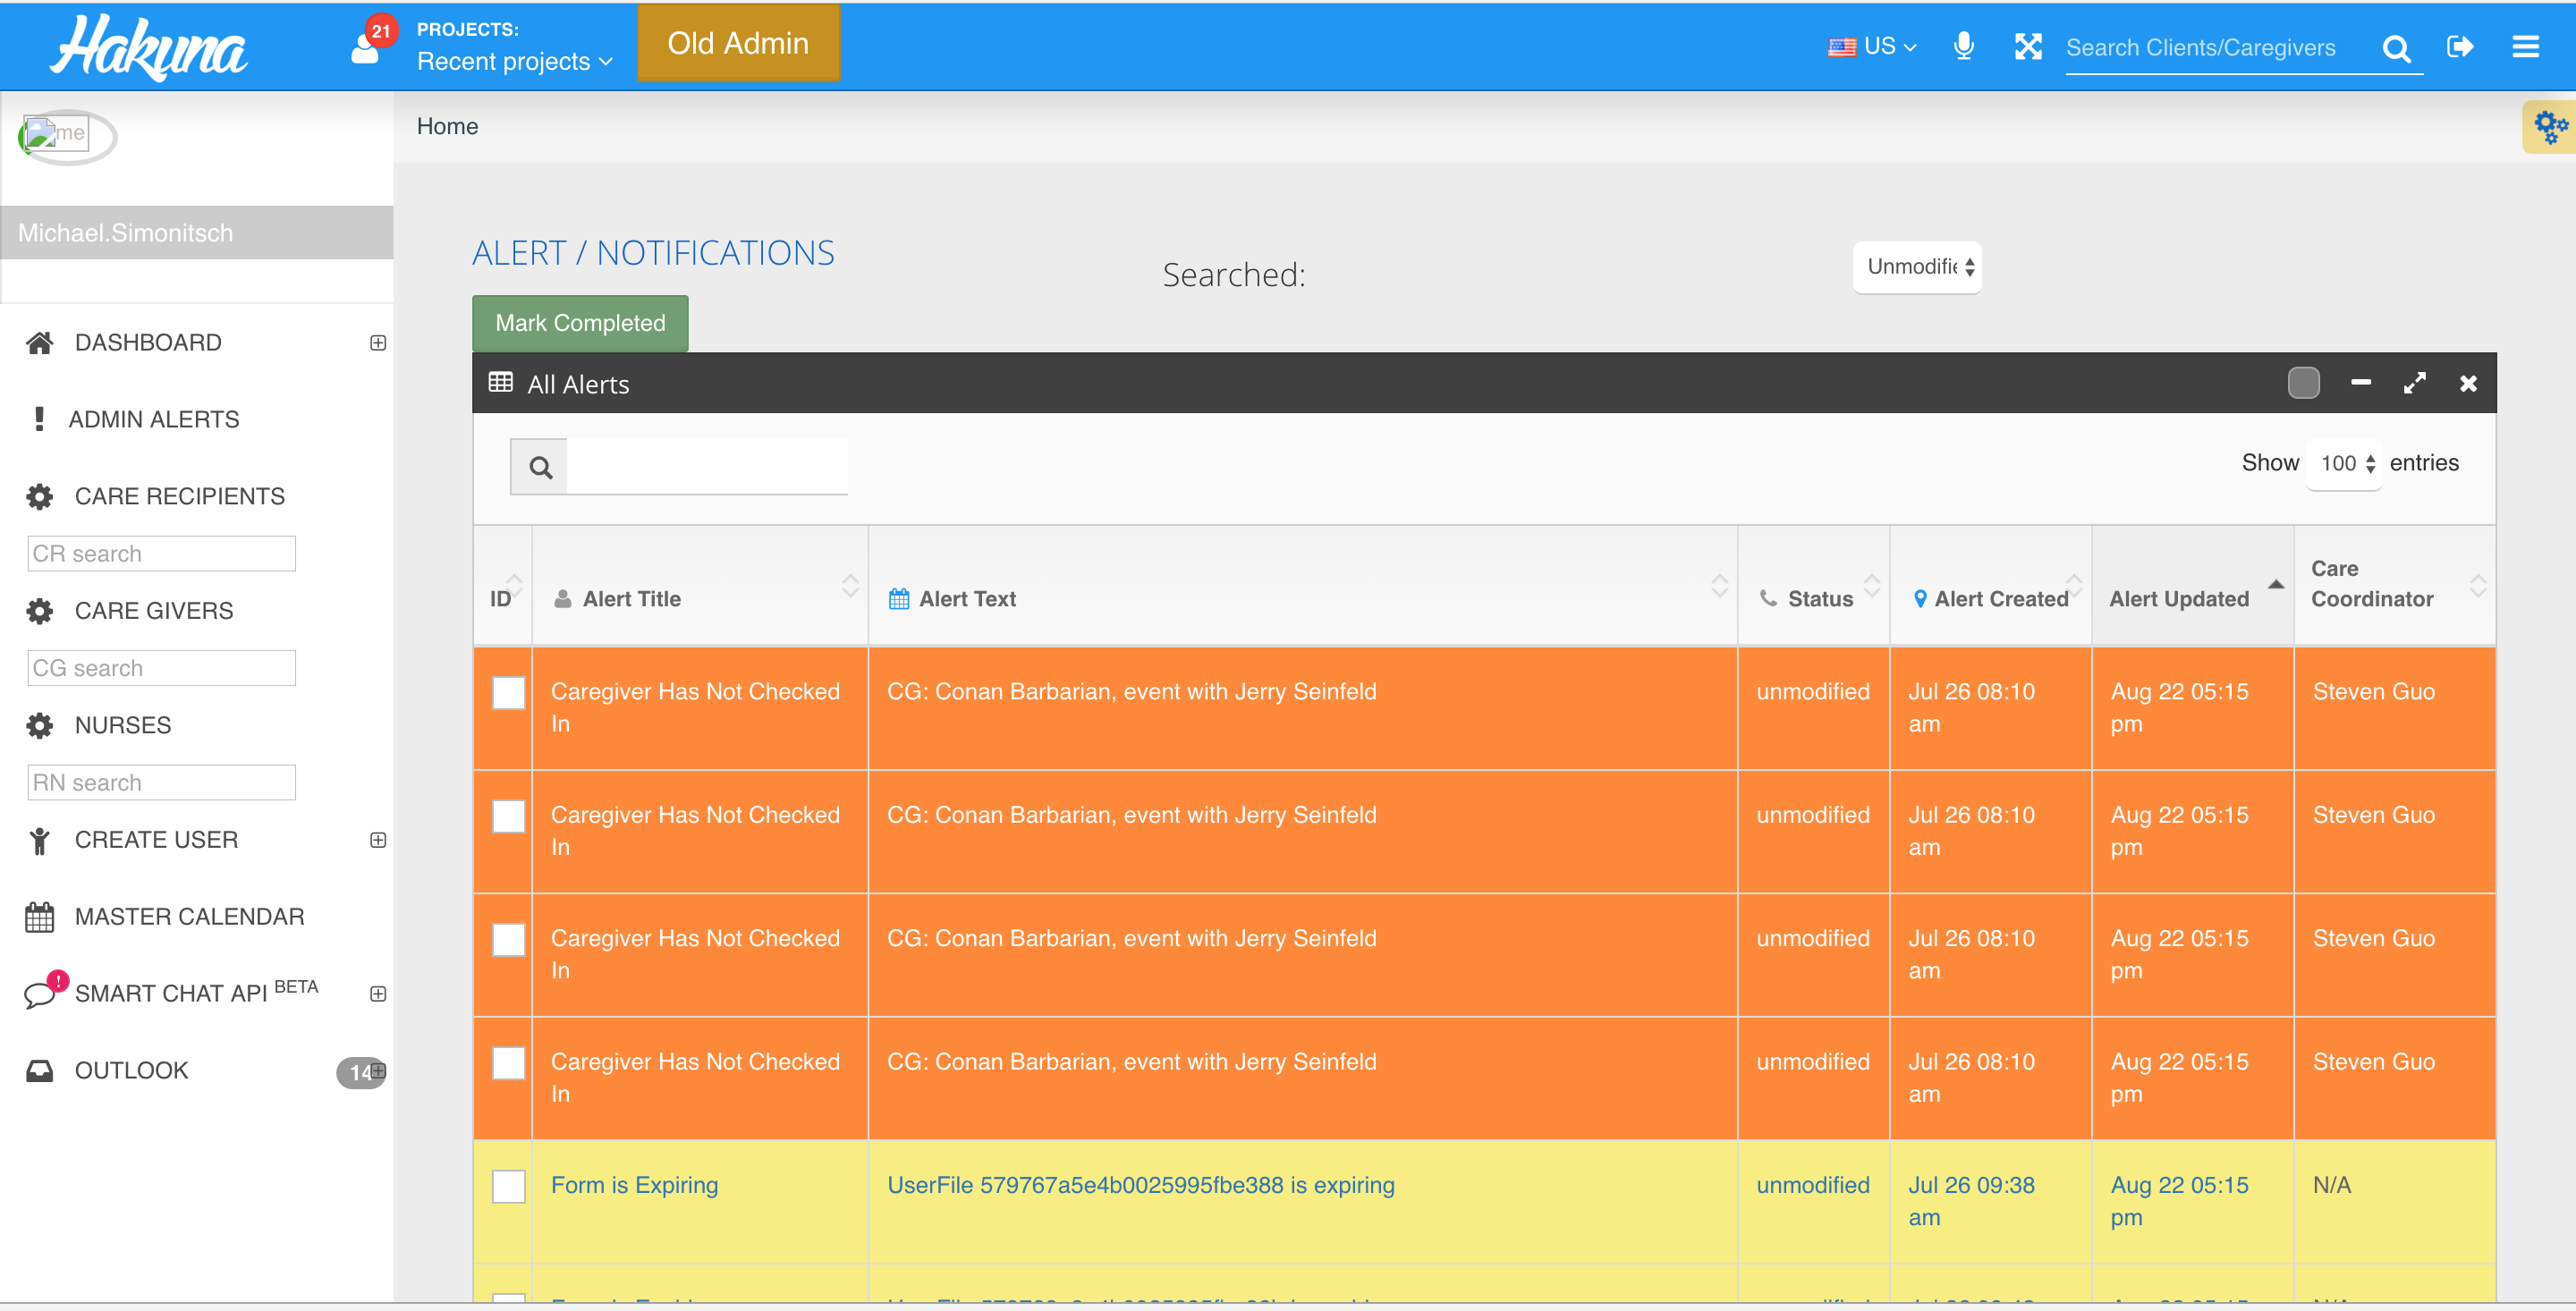 Hakuna
21
PROJECTS:
Recent projects
Old Admin
US
Search Clients/Caregivers
me
Home
Michael.Simonitsch
DASHBOARD
ADMIN ALERTS
CARE RECIPIENTS
CR search
CARE GIVERS
CG search
NURSES
RN search
CREATE USER
MASTER CALENDAR
! SMART CHAT API BETA
OUTLOOK
14
ALERT / NOTIFICATIONS
Searched:
Mark Completed
All Alerts
Show 100 entries
ID Alert Title Alert Text Status Alert Created Alert Updated Care
Coordinator
Caregiver Has Not Checked CG: Conan Barbarian, event with Jerry Seinfeld unmodified Jul 26 08:10 Aug 22 05:15 Steven Guo
In am pm
Caregiver Has Not Checked CG: Conan Barbarian, event with Jerry Seinfeld unmodified Jul 26 08:10 Aug 22 05:15 Steven Guo
In am pm
Caregiver Has Not Checked CG: Conan Barbarian, event with Jerry Seinfeld unmodified Jul 26 08:10 Aug 22 05:15 Steven Guo
In am pm
Caregiver Has Not Checked CG: Conan Barbarian, event with Jerry Seinfeld unmodified Jul 26 08:10 Aug 22 05:15 Steven Guo
In am pm
Form is Expiring UserFile 579767a5e4b0025995fbe388 is expiring unmodified Jul 26 09:38 Aug 22 05:15 N/A
am pm